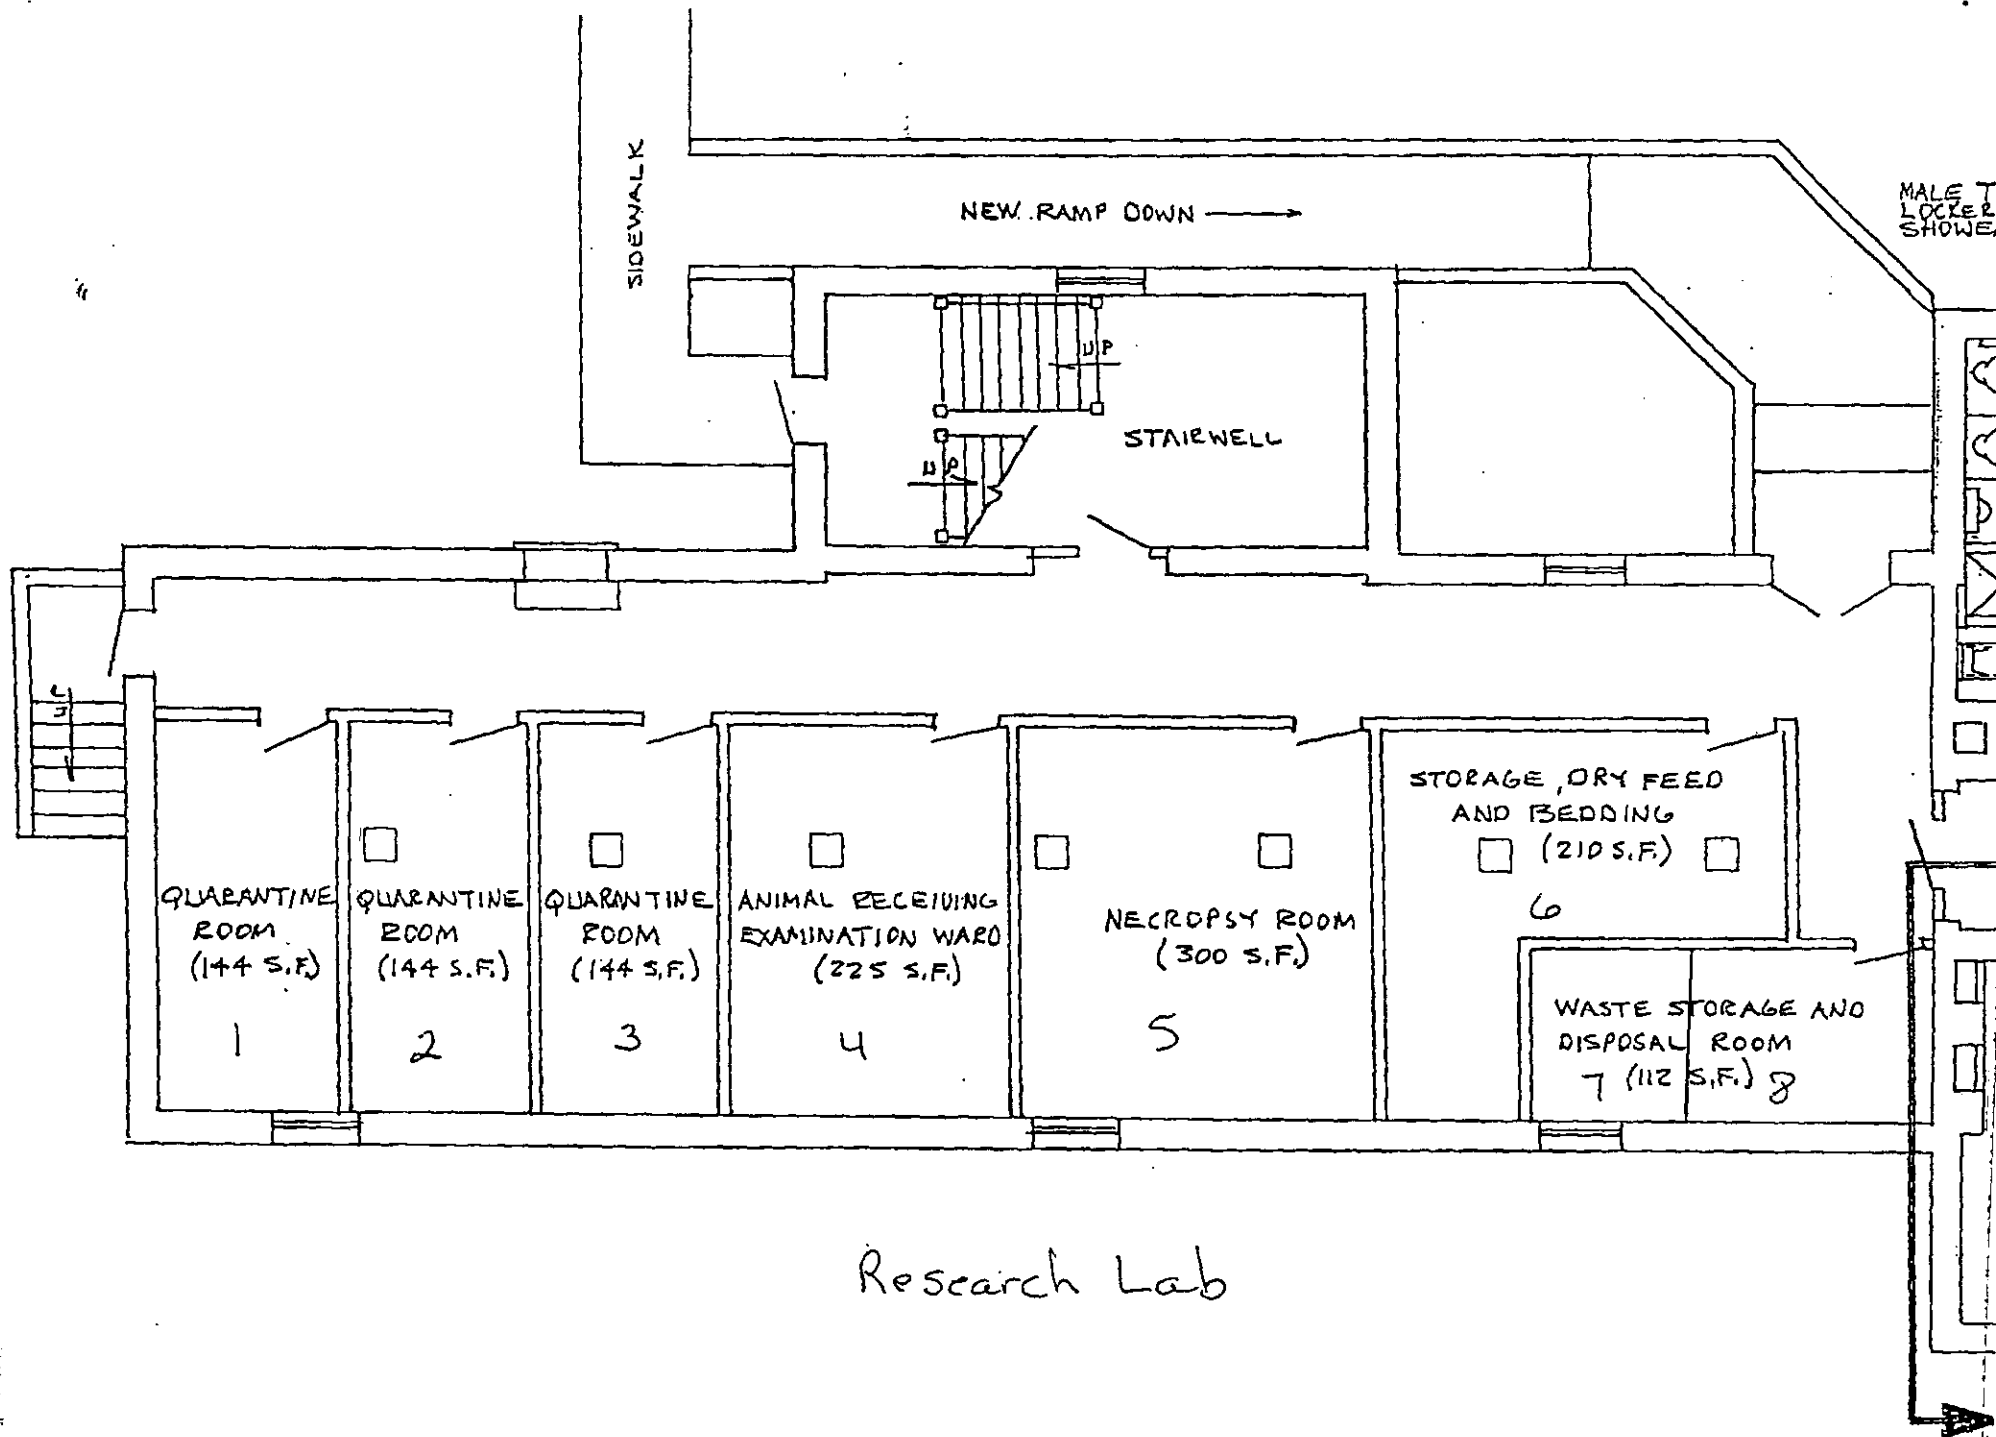 SIDEWALK
NEW RAMP DOWN
MALE T
LOCKER
SHOWE
UP
UP
STAIRWELL
UP
STORAGE, DRY FEED
AND BEDDING
(210 S.F.)
6
QUARANTINE
ROOM
(144 S.F.)
1
QUARANTINE
ROOM
(144 S.F.)
2
QUARANTINE
ROOM
(144 S.F.)
3
ANIMAL RECEIVING
EXAMINATION WARD
(225 S.F.)
4
NECROPSY ROOM
(300 S.F.)
5
WASTE STORAGE AND
DISPOSAL ROOM
7 (112 S.F.) 8
Research Lab